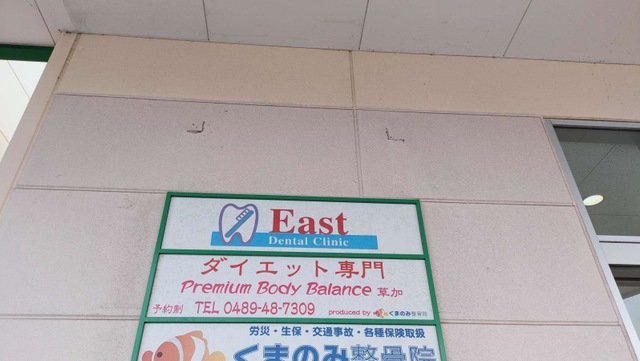 East
Dental Clinic
ダイエット専門
Premium Body Balance 草加
予約制 TEL 0489-48-7309 produced by くまのみ整骨院
労災・生保・交通事故・各種保険取扱
くまのみ整骨院